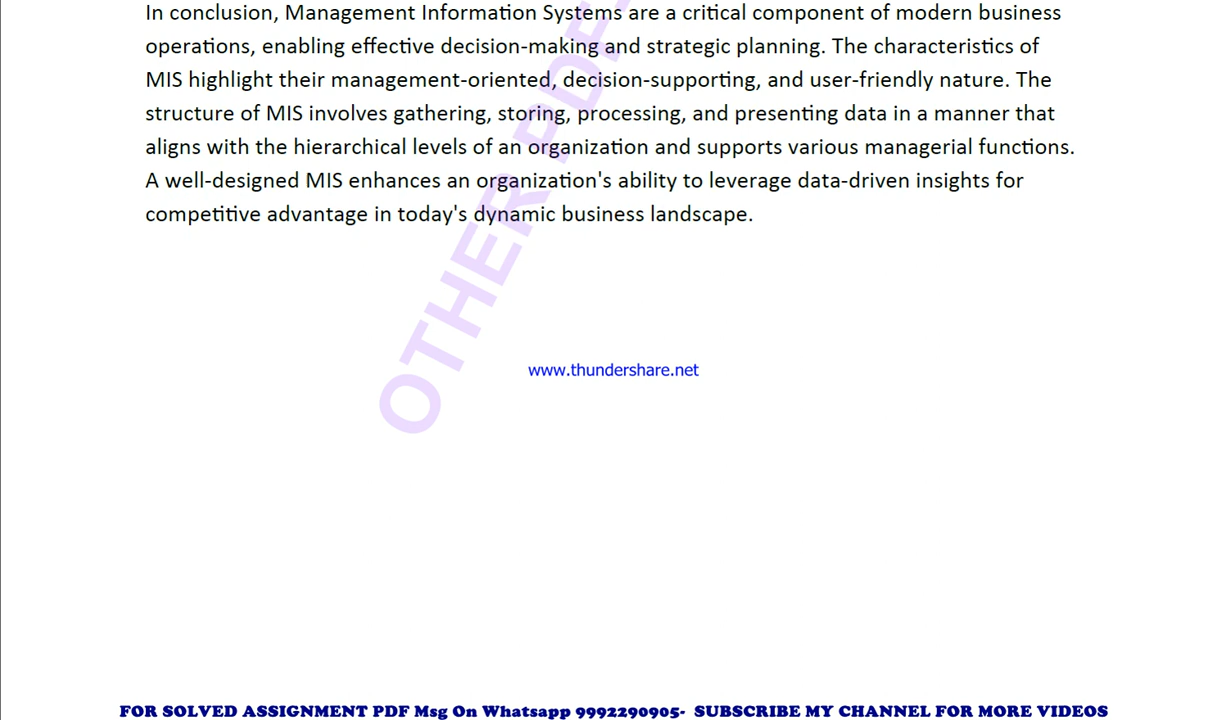 In conclusion, Management Information Systems are a critical component of modern business
operations, enabling effective decision-making and strategic planning. The characteristics of
MIS highlight their management-oriented, decision-supporting, and user-friendly nature. The
structure of MIS involves gathering, storing, processing, and presenting data in a manner that
aligns with the hierarchical levels of an organization and supports various managerial functions.
A well-designed MIS enhances an organization's ability to leverage data-driven insights for
competitive advantage in today's dynamic business landscape.
OTHER PDF
www.thundershare.net
FOR SOLVED ASSIGNMENT PDF Msg On Whatsapp 9992290905- SUBSCRIBE MY CHANNEL FOR MORE VIDEOS